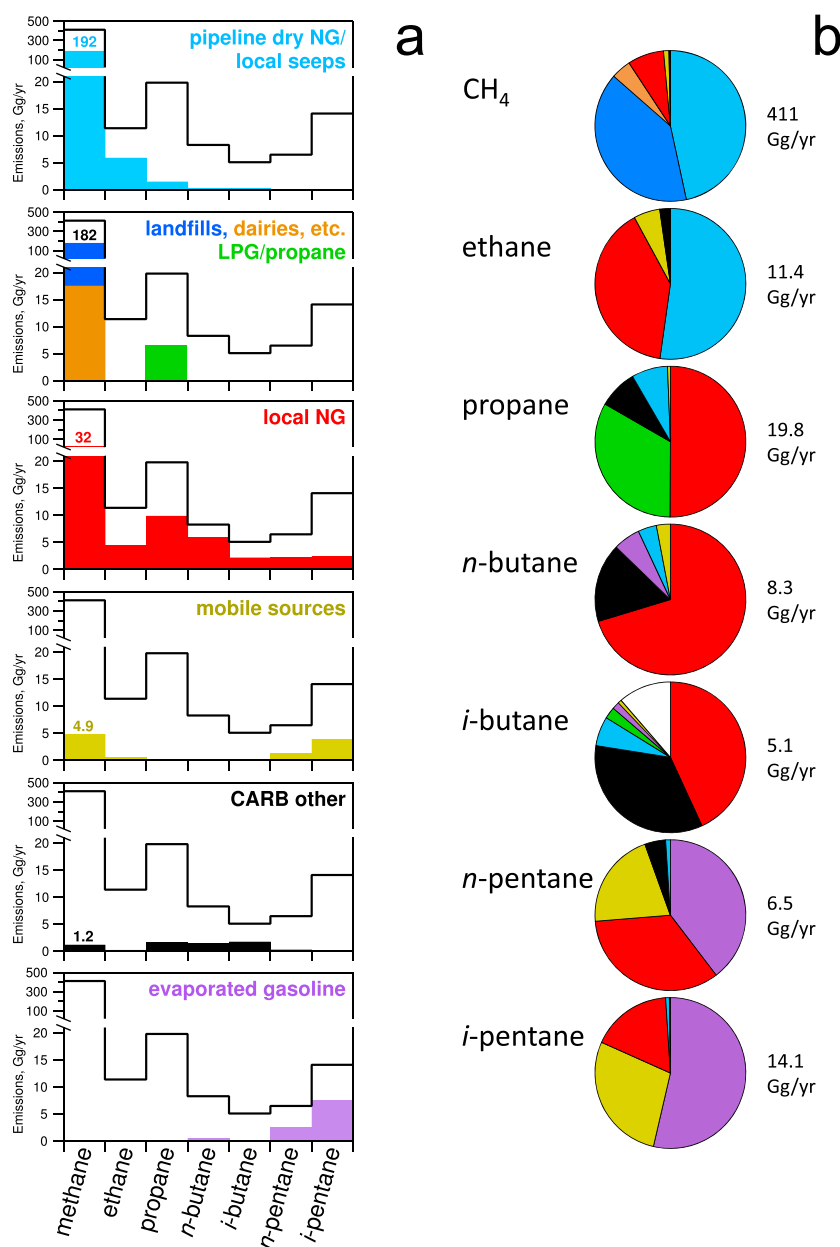 a
b
500
300
100
20
15
10
5
0
Emissions, Gg/yr
192
pipeline dry NG/
local seeps
500
300
100
20
15
10
5
0
Emissions, Gg/yr
182
landfills, dairies, etc.
LPG/propane
500
300
100
20
15
10
5
0
Emissions, Gg/yr
32
local NG
500
300
100
20
15
10
5
0
Emissions, Gg/yr
4.9
mobile sources
500
300
100
20
15
10
5
0
Emissions, Gg/yr
1.2
CARB other
500
300
100
20
15
10
5
0
Emissions, Gg/yr
evaporated gasoline
methane
ethane
propane
n-butane
i-butane
n-pentane
i-pentane
CH4
411
Gg/yr
ethane
11.4
Gg/yr
propane
19.8
Gg/yr
n-butane
8.3
Gg/yr
i-butane
5.1
Gg/yr
n-pentane
6.5
Gg/yr
i-pentane
14.1
Gg/yr